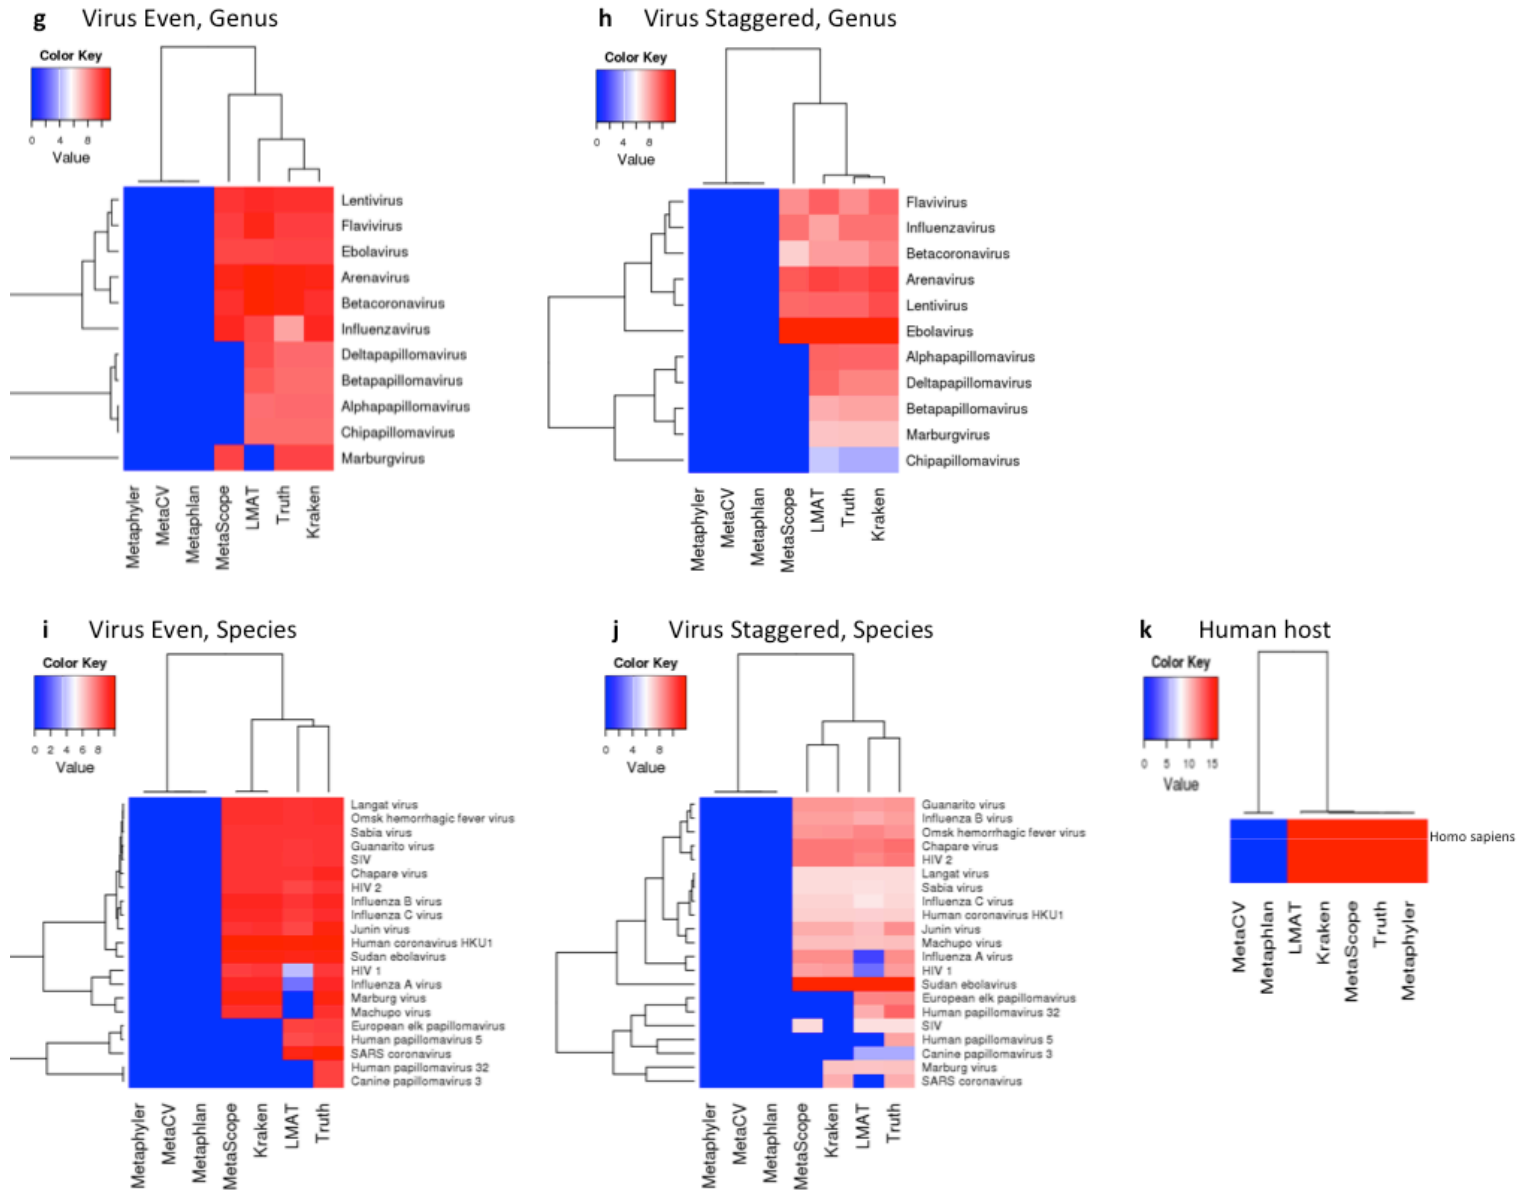 g Virus Even, Genus
Color Key
0 4 8
Value
Lentivirus
Flavivirus
Ebolavirus
Arenavirus
Betacoronavirus
Influenzavirus
Deltapapillomavirus
Betapapillomavirus
Alphapapillomavirus
Chipapillomavirus
Marburgvirus
Metaphyler
MetaCV
Metaphlan
MetaScope
LMAT
Truth
Kraken
h Virus Staggered, Genus
Color Key
0 4 8
Value
Flavivirus
Influenzavirus
Betacoronavirus
Arenavirus
Lentivirus
Ebolavirus
Alphapapillomavirus
Deltapapillomavirus
Betapapillomavirus
Marburgvirus
Chipapillomavirus
Metaphyler
MetaCV
Metaphlan
MetaScope
LMAT
Truth
Kraken
i Virus Even, Species
Color Key
0 2 4 6 8
Value
Langat virus
Omsk hemorrhagic fever virus
Sabia virus
Guanarito virus
SIV
Chapare virus
HIV 2
Influenza B virus
Influenza C virus
Junin virus
Human coronavirus HKU1
Sudan ebolavirus
HIV 1
Influenza A virus
Marburg virus
Machupo virus
European elk papillomavirus
Human papillomavirus 5
SARS coronavirus
Human papillomavirus 32
Canine papillomavirus 3
Metaphyler
MetaCV
Metaphlan
MetaScope
Kraken
LMAT
Truth
j Virus Staggered, Species
Color Key
0 4 8
Value
Guanarito virus
Influenza B virus
Omsk hemorrhagic fever virus
Chapare virus
HIV 2
Langat virus
Sabia virus
Influenza C virus
Human coronavirus HKU1
Junin virus
Machupo virus
Influenza A virus
HIV 1
Sudan ebolavirus
European elk papillomavirus
Human papillomavirus 32
SIV
Human papillomavirus 5
Canine papillomavirus 3
Marburg virus
SARS coronavirus
Metaphyler
MetaCV
Metaphlan
MetaScope
Kraken
LMAT
Truth
k Human host
Color Key
0 5 10 15
Value
Homo sapiens
MetaCV
Metaphlan
LMAT
Kraken
MetaScope
Truth
Metaphyler